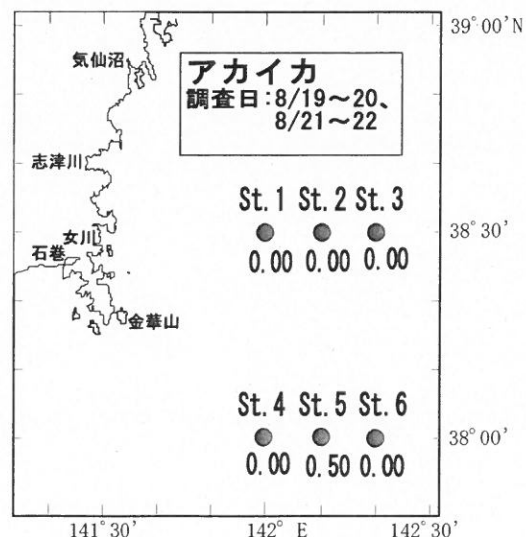 39°00'N
気仙沼
アカイカ
調査日:8/19～20、
8/21～22
志津川
St.1 St.2 St.3
女川
38°30'
石巻
0.00 0.00 0.00
金華山
St.4 St.5 St.6
38°00'
0.00 0.50 0.00
141°30' 142° E 142°30'